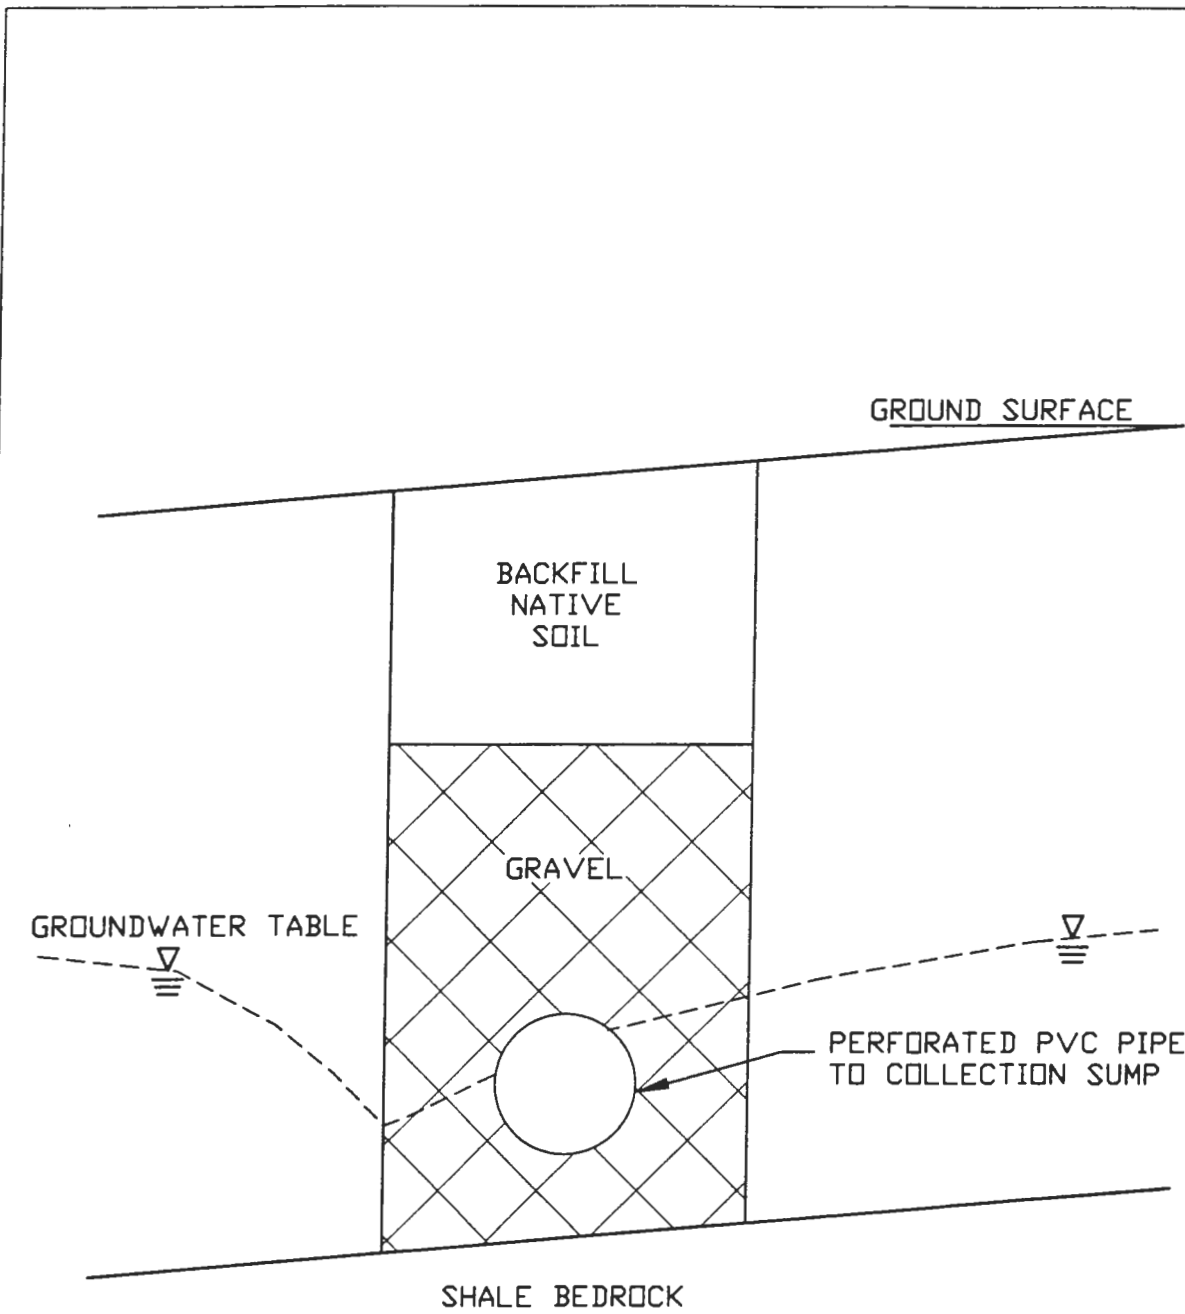 GROUND SURFACE
BACKFILL
NATIVE
SOIL
GRAVEL
GROUNDWATER TABLE
PERFORATED PVC PIPE
TO COLLECTION SUMP
SHALE BEDROCK